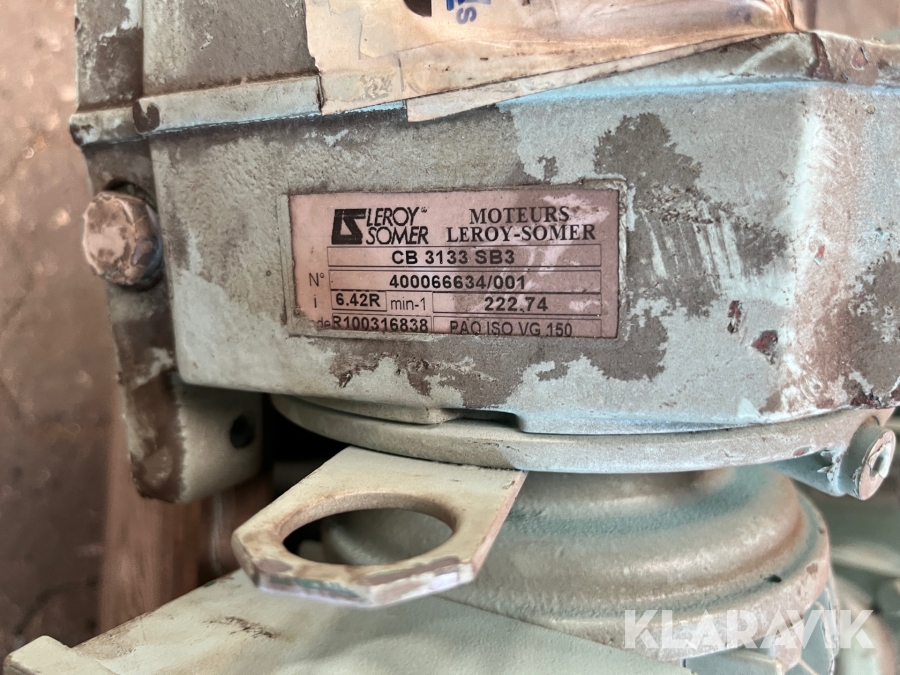 LEROY
SOMER
MOTEURS
LEROY-SOMER
CB 3133 SB3
N° 400066634/001
i 6.42R min-1 222.74
de R100316838 PAO ISO VG 150
KLARAVIK